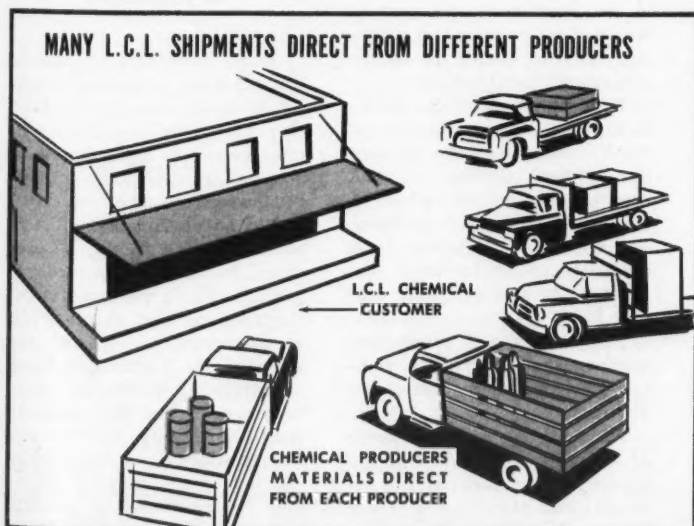 MANY L.C.L. SHIPMENTS DIRECT FROM DIFFERENT PRODUCERS
L.C.L. CHEMICAL
CUSTOMER
CHEMICAL PRODUCERS
MATERIALS DIRECT
FROM EACH PRODUCER